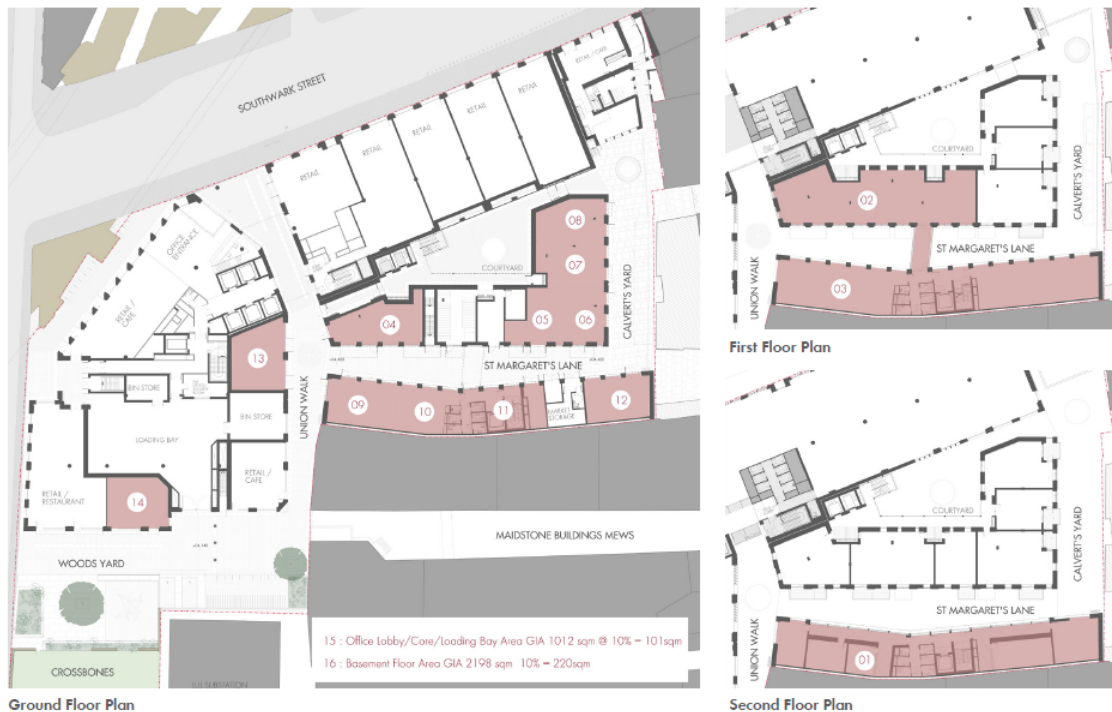 SOUTHWARK STREET
RETAIL / CAFE
RETAIL
RETAIL
RETAIL
RETAIL
RETAIL
OFFICE ENTRANCE
RETAIL / CAFE
COURTYARD
CALVERT'S YARD
08
07
05
06
04
13
ST MARGARET'S LANE
UNION WALK
BIN STORE
BIN STORE
LOADING BAY
09
10
11
MARKET STORAGE
12
RETAIL / RESTAURANT
14
RETAIL / CAFE
MAIDSTONE BUILDINGS MEWS
WOODS YARD
CROSSBONES
SUBSTATION
15 : Office Lobby/Core/Loading Bay Area GIA 1012 sqm @ 10% = 101sqm
16 : Basement Floor Area GIA 2198 sqm 10% = 220sqm
Ground Floor Plan
COURTYARD
CALVERT'S YARD
02
ST MARGARET'S LANE
UNION WALK
03
First Floor Plan
COURTYARD
CALVERT'S YARD
ST MARGARET'S LANE
UNION WALK
01
Second Floor Plan